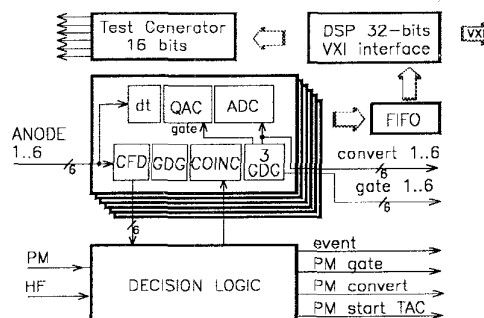 Test Generator
16 bits
DSP 32-bits
VXI interface
VXI
dt
QAC
ADC
FIFO
gate
ANODE
1..6
6
CFD
GDG
COINC
3
GDG
convert 1..6
6
gate 1..6
6
6
PM
HF
DECISION LOGIC
event
PM gate
PM convert
PM start TAC